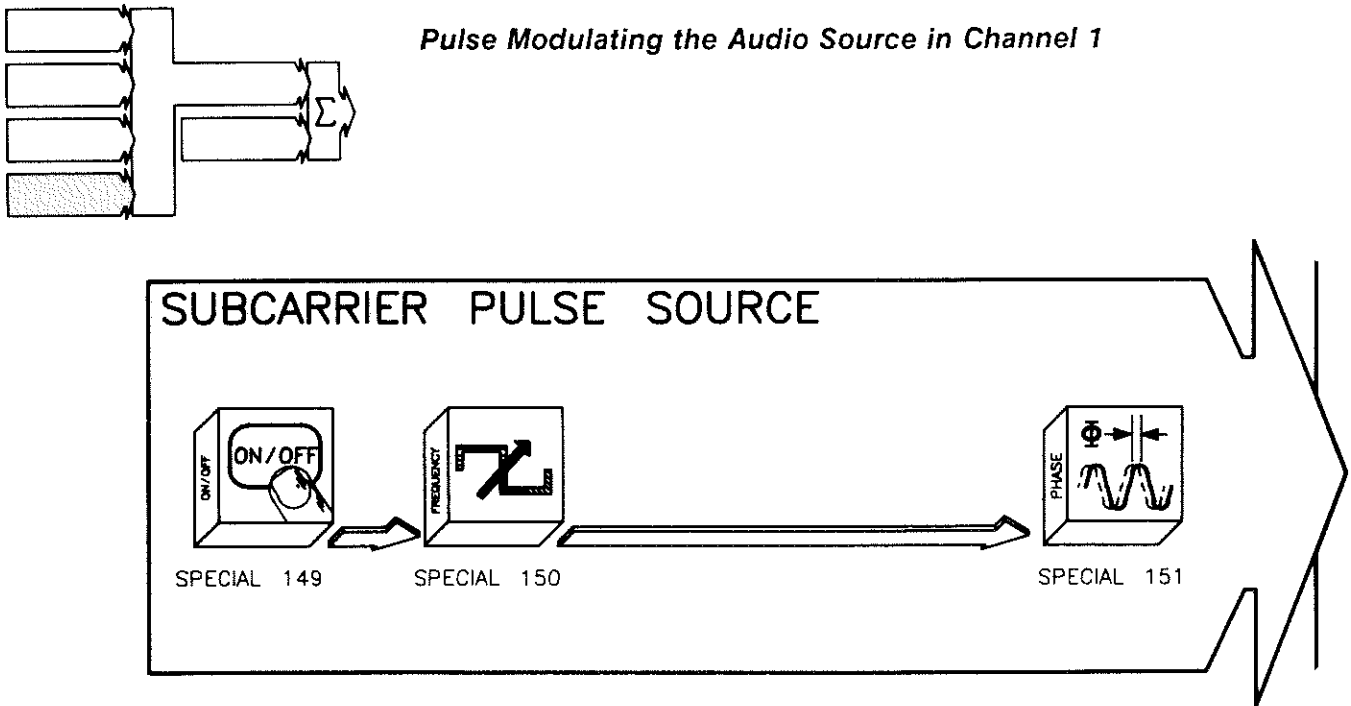 Pulse Modulating the Audio Source in Channel 1
Σ
SUBCARRIER PULSE SOURCE
ON/OFF
ON/OFF
FREQUENCY
PHASE
Φ
SPECIAL 149
SPECIAL 150
SPECIAL 151